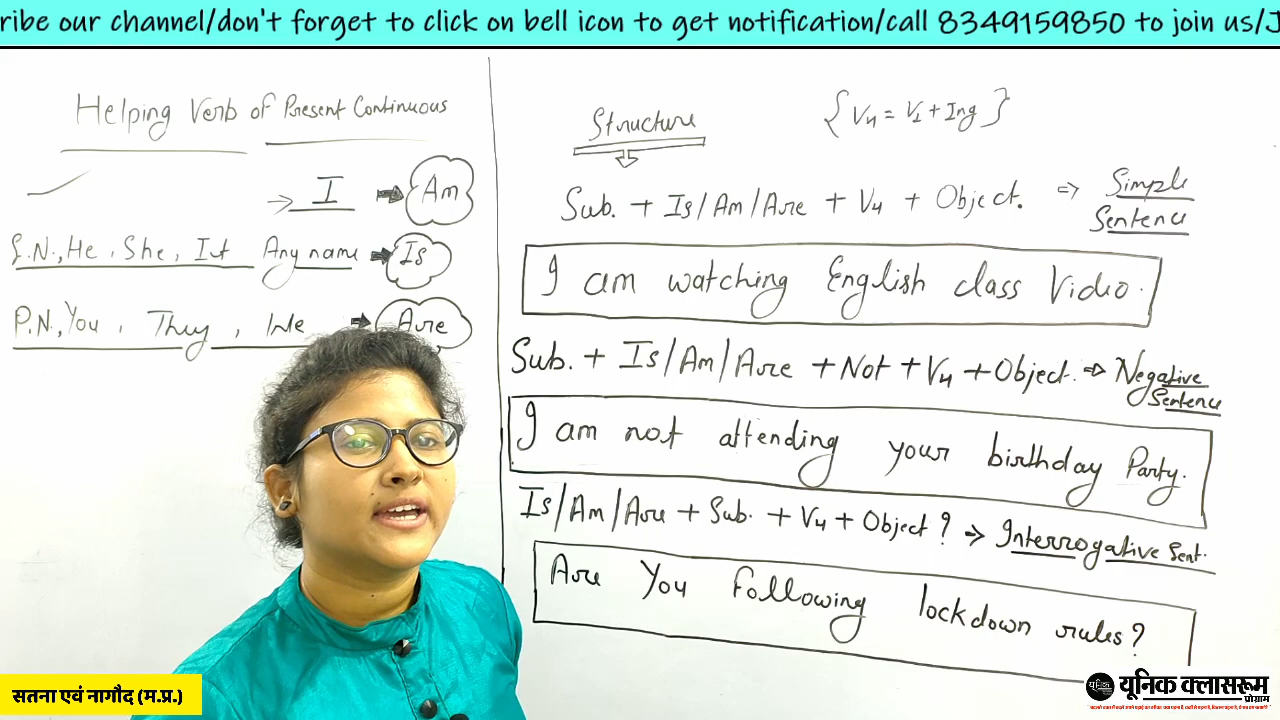 ribe our channel/don't forget to click on bell icon to get notification/call 8349159850 to join us/J
Helping Verb of Present Continuous
→ I → Am
S.N., He, She, It Any name → Is
P.N., You, They, We → Are
Structure
{V4 = V1 + Ing}
Sub. + Is/Am/Are + V4 + Object. ⇒ Simple
Sentence
I am watching English class Video.
Sub. + Is/Am/Are + Not + V4 + Object. ⇒ Negative
Sentence
I am not attending your birthday Party.
Is/Am/Are + Sub. + V4 + Object? → Interrogative Sent.
Are You Following lockdown rules?
सतना एवं नागौद (म.प्र.)
यूनिक क्लासरूम
प्रोग्राम